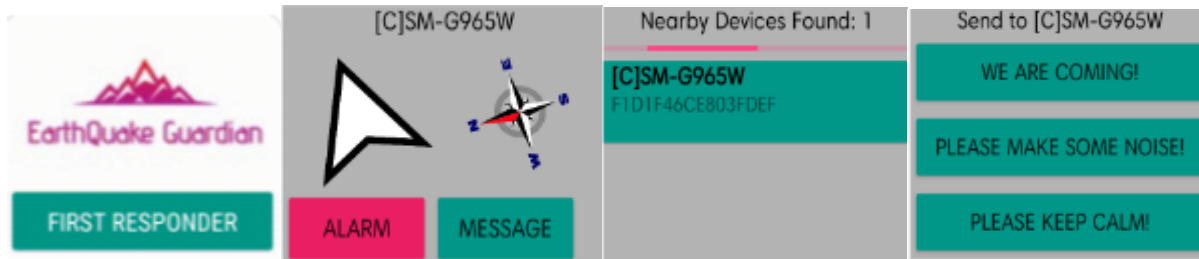 EarthQuake Guardian
FIRST RESPONDER
[C]SM-G965W
E
S
N
W
ALARM
MESSAGE
Nearby Devices Found: 1
[C]SM-G965W
F1D1F46CE803FDEF
Send to [C]SM-G965W
WE ARE COMING!
PLEASE MAKE SOME NOISE!
PLEASE KEEP CALM!